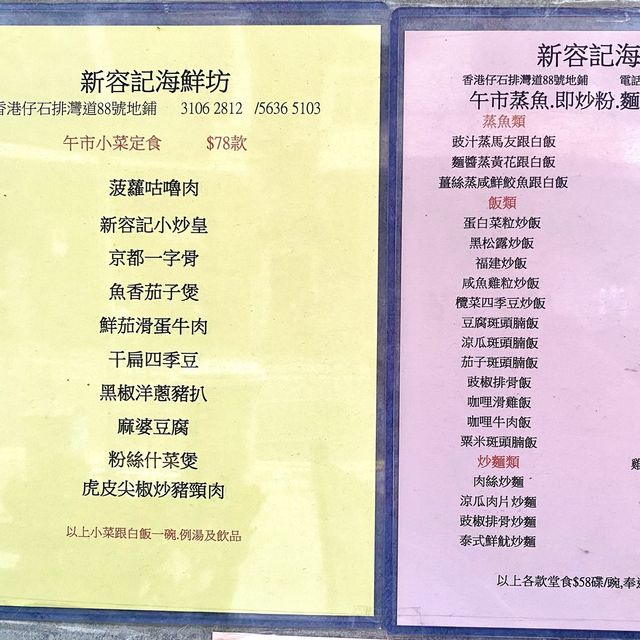 新容記海鮮坊
香港仔石排灣道88號地鋪 3106 2812 /5636 5103
午市小菜定食 $78款
菠蘿咕嚕肉
新容記小炒皇
京都一字骨
魚香茄子煲
鮮茄滑蛋牛肉
干扁四季豆
黑椒洋蔥豬扒
麻婆豆腐
粉絲什菜煲
虎皮尖椒炒豬頸肉
以上小菜跟白飯一碗.例湯及飲品
新容記海
香港仔石排灣道88號地鋪 電話
午市蒸魚.即炒粉.麵
蒸魚類
豉汁蒸馬友跟白飯
麵醬蒸黃花跟白飯
薑絲蒸咸鮮鮫魚跟白飯
飯類
蛋白菜粒炒飯
黑松露炒飯
福建炒飯
咸魚雞粒炒飯
欖菜四季豆炒飯
豆腐斑頭腩飯
涼瓜斑頭腩飯
茄子斑頭腩飯
豉椒排骨飯
咖哩滑雞飯
咖哩牛肉飯
粟米斑頭腩飯
炒麵類
肉絲炒麵
涼瓜肉片炒麵
豉椒排骨炒麵
泰式鮮魷炒麵
以上各款堂食$58碟/碗,奉